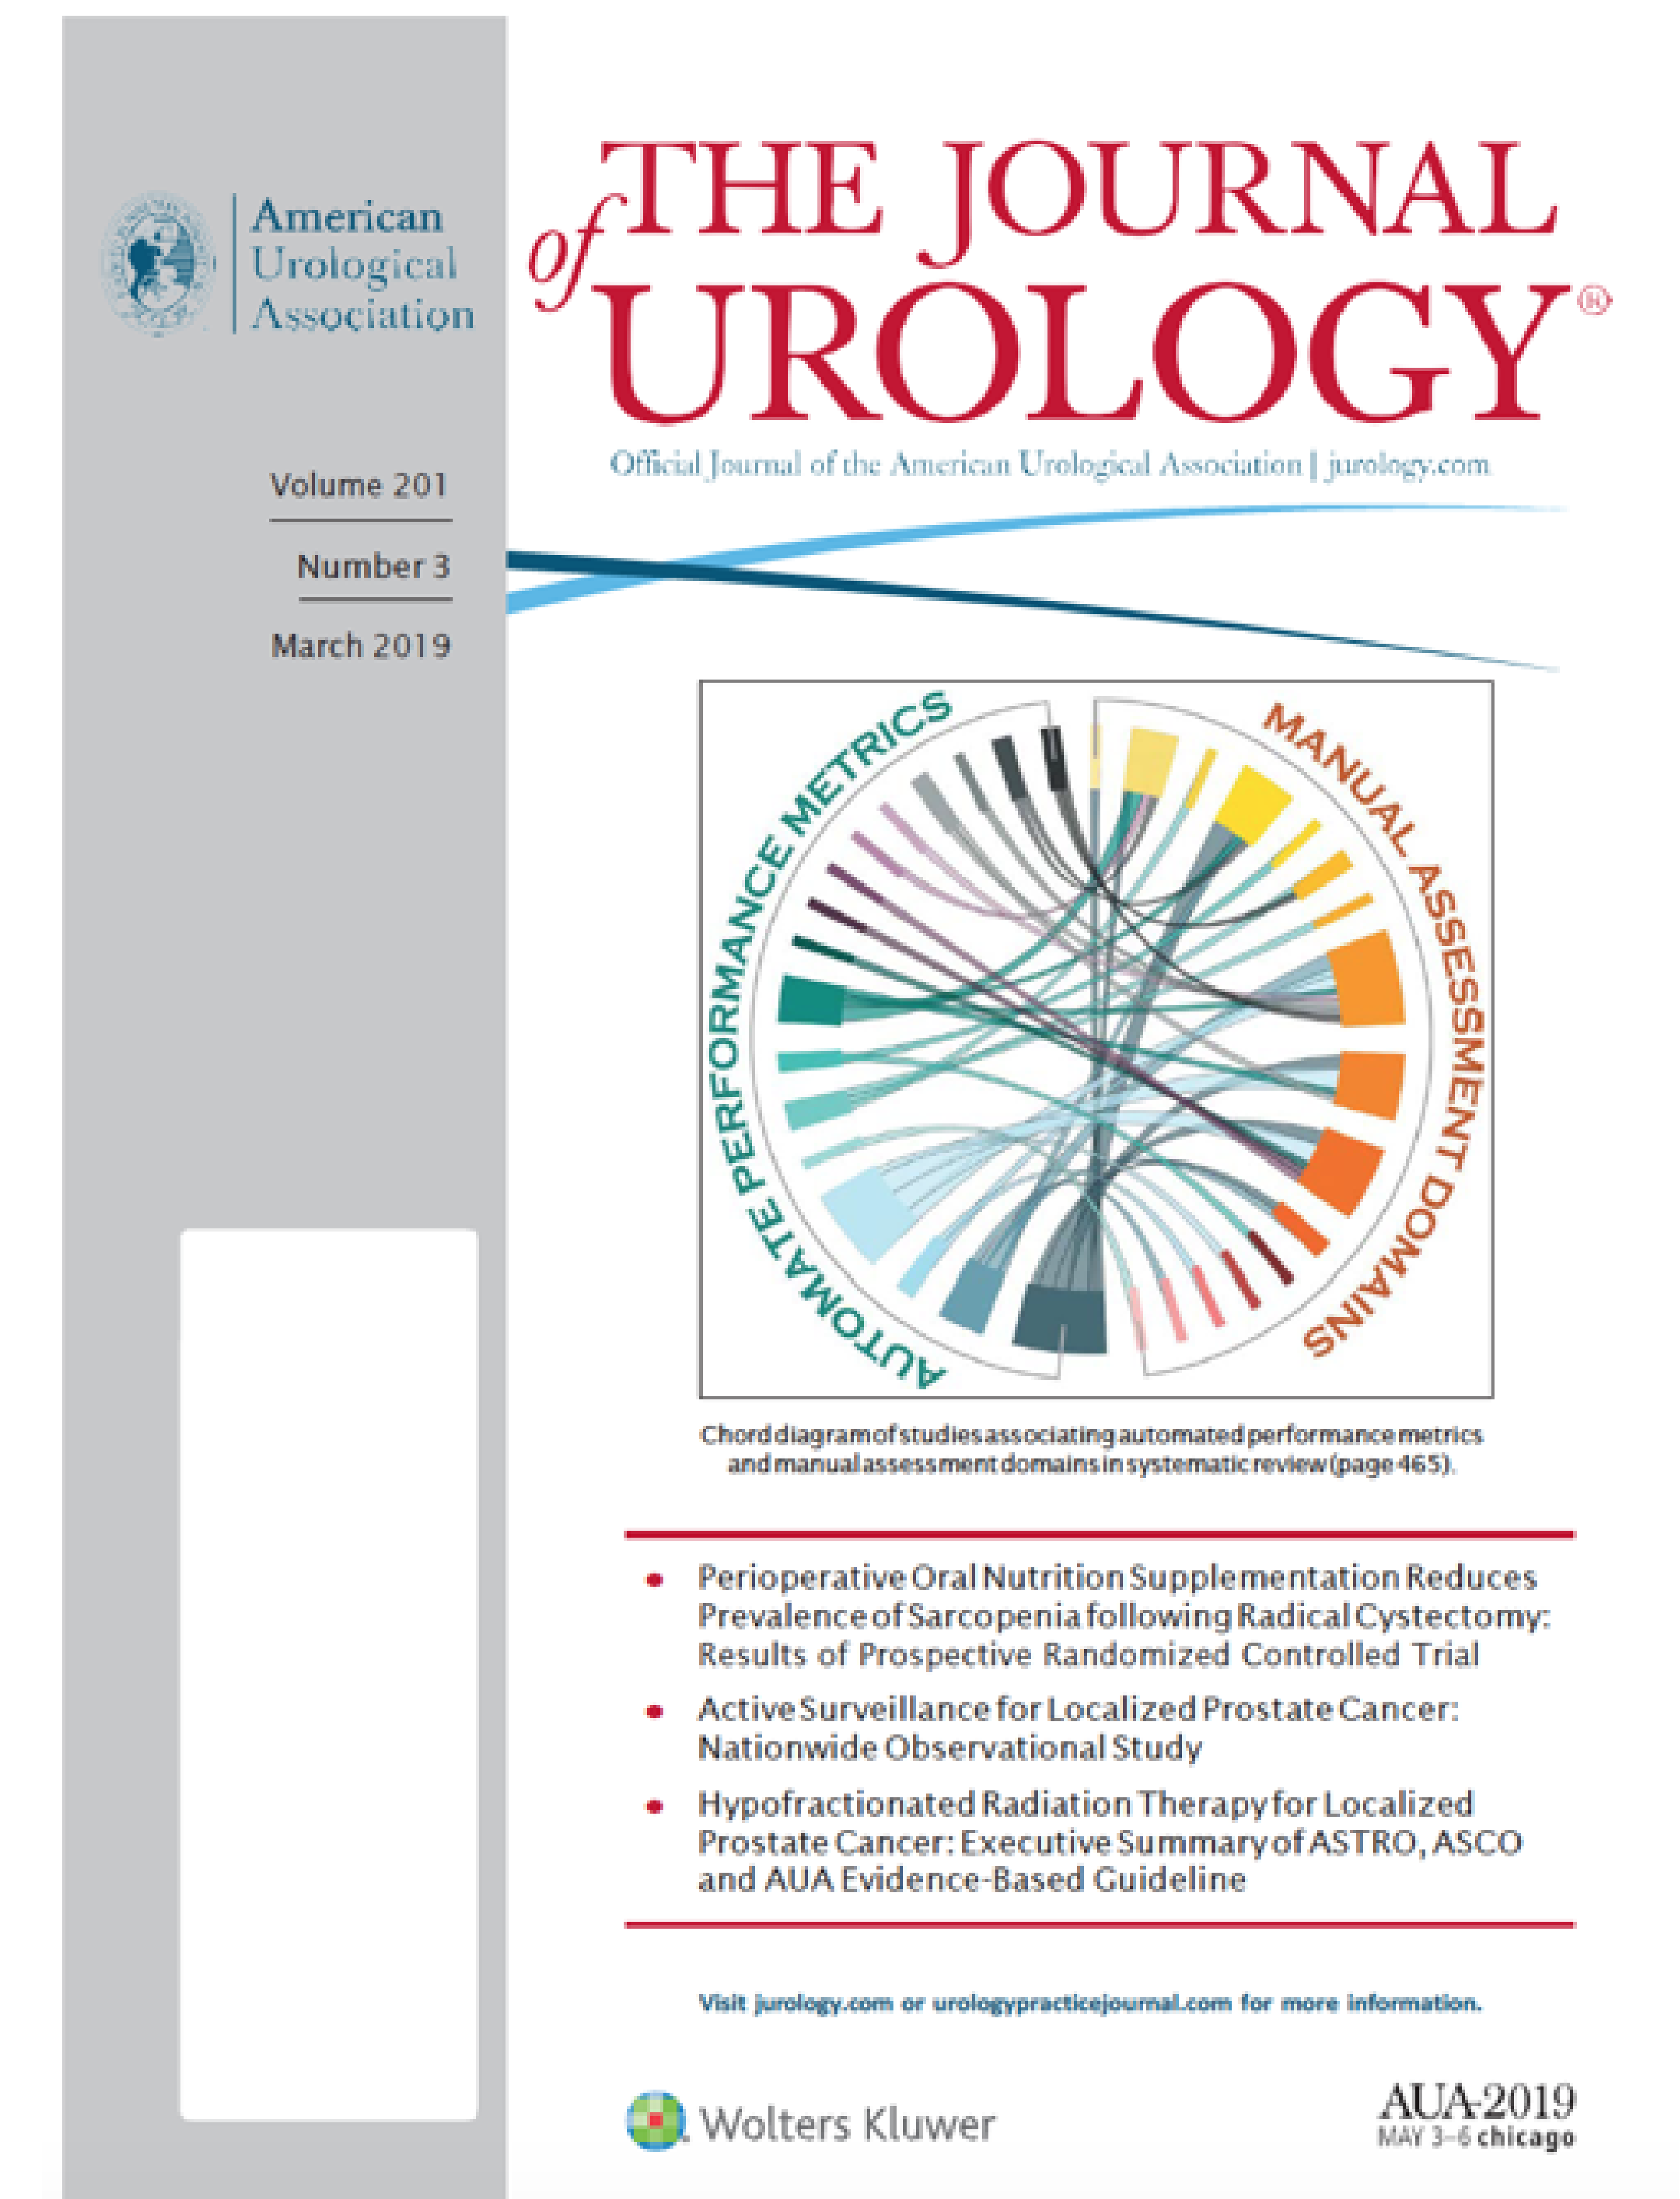 American
Urological
Association
Volume 201
Number 3
March 2019
THE JOURNAL
of
UROLOGY®
Official Journal of the American Urological Association | jurology.com
AUTOMATE PERFORMANCE METRICS
MANUAL ASSESSMENT DOMAINS
Chord diagram of studies associating automated performance metrics
and manual assessment domains in systematic review (page 465).
• Perioperative Oral Nutrition Supplementation Reduces
Prevalence of Sarcopenia following Radical Cystectomy:
Results of Prospective Randomized Controlled Trial
• Active Surveillance for Localized Prostate Cancer:
Nationwide Observational Study
• Hypofractionated Radiation Therapy for Localized
Prostate Cancer: Executive Summary of ASTRO, ASCO
and AUA Evidence-Based Guideline
Visit jurology.com or urologypracticejournal.com for more information.
Wolters Kluwer
AUA-2019
MAY 3–6 chicago